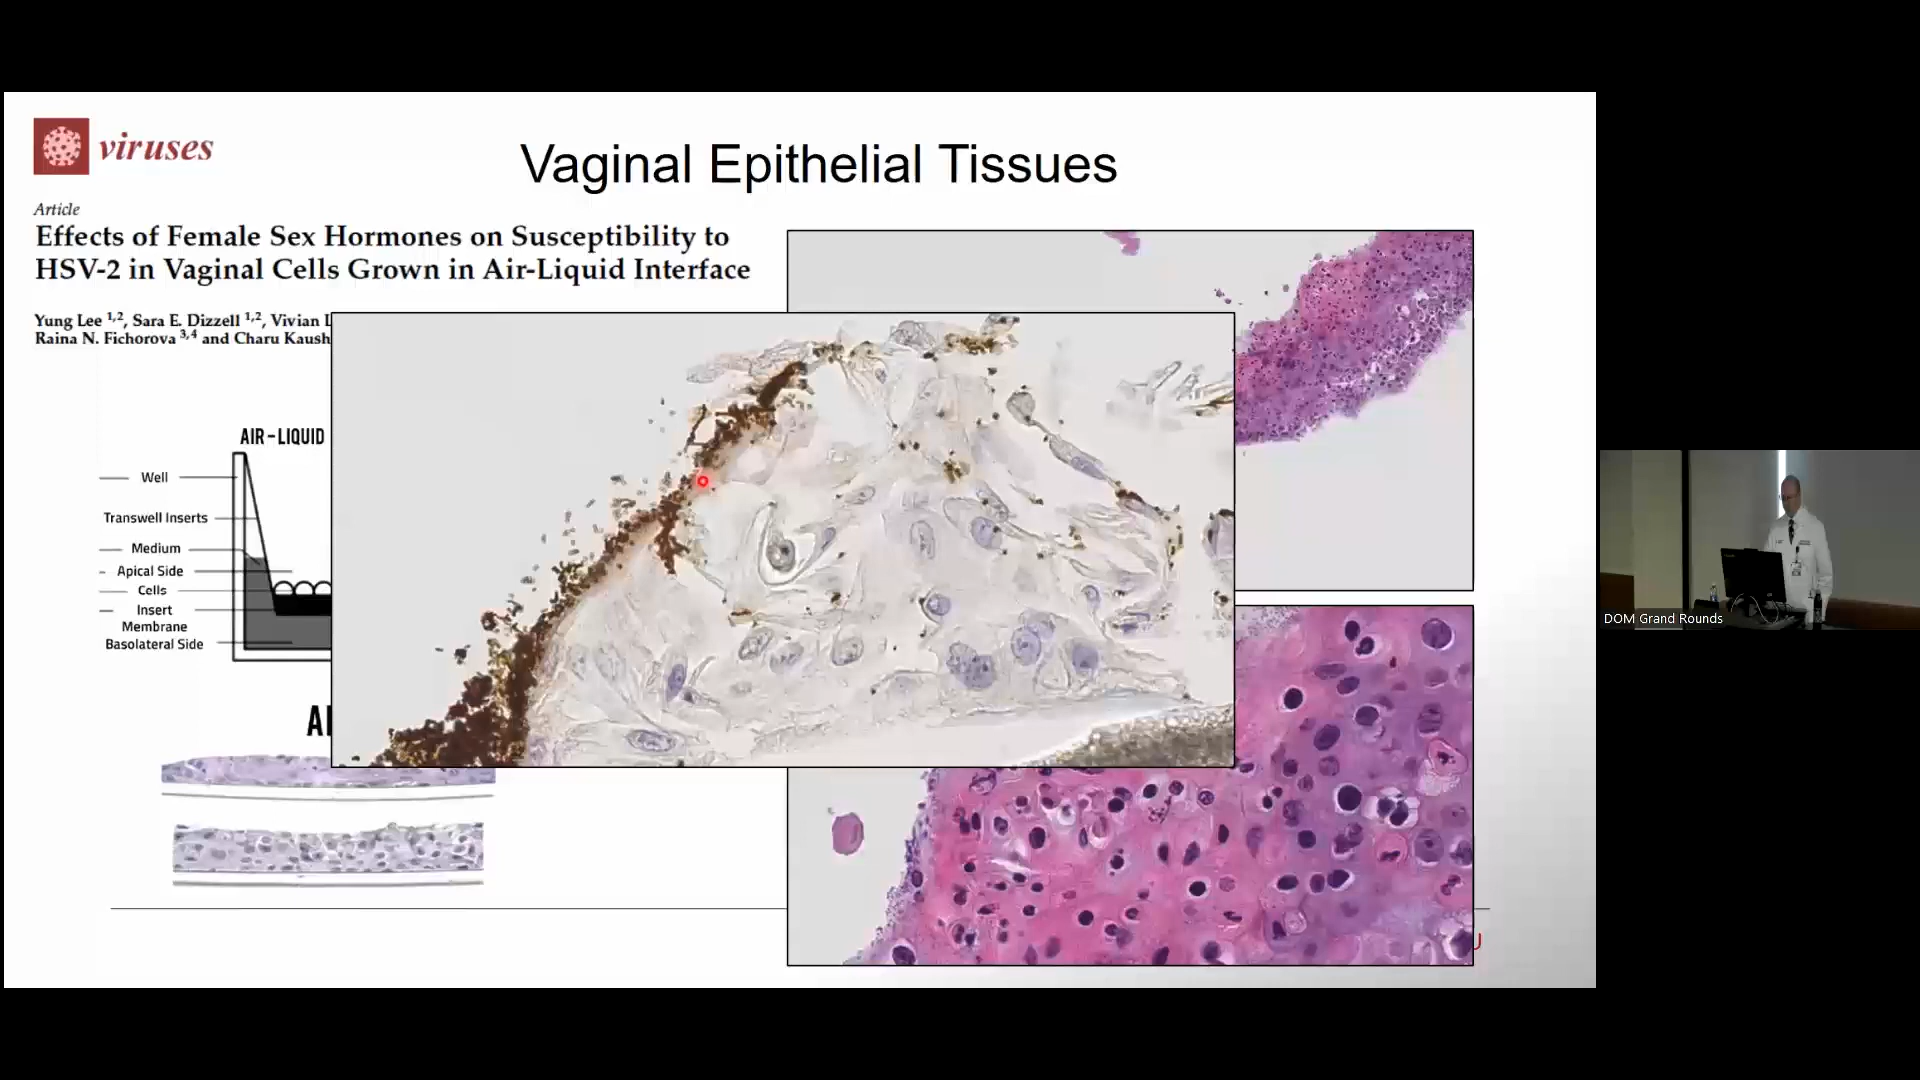 viruses
Vaginal Epithelial Tissues
Article
Effects of Female Sex Hormones on Susceptibility to
HSV-2 in Vaginal Cells Grown in Air-Liquid Interface
Yung Lee 1,2, Sara E. Dizzell 1,2, Vivian L
Raina N. Fichorova 3,4 and Charu Kaush
AIR-LIQUID
Well
Transwell Inserts
Medium
Apical Side
Cells
Insert
Membrane
Basolateral Side
DOM Grand Rounds